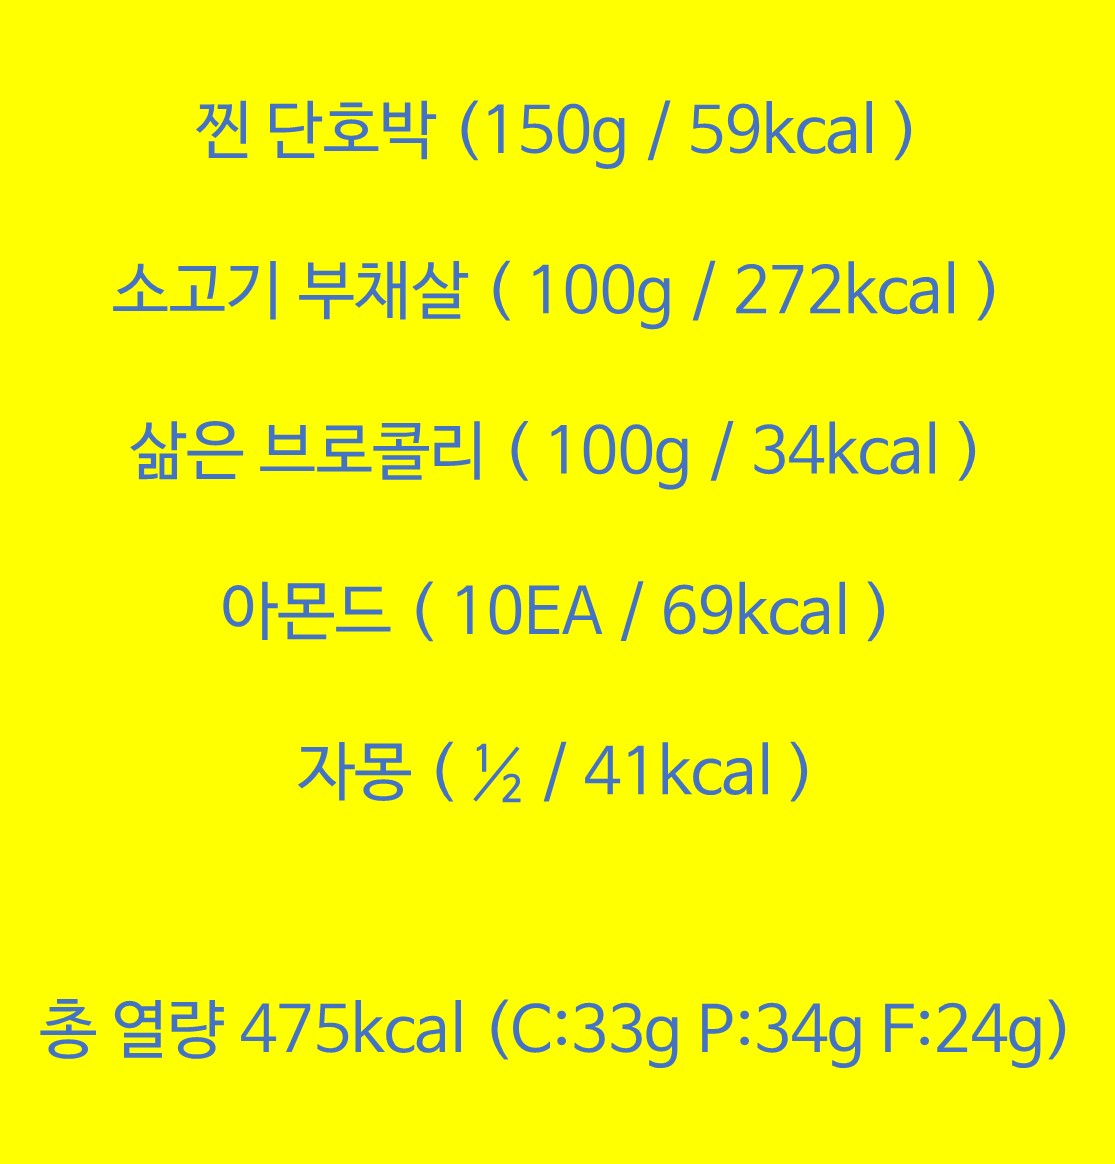 찐 단호박 (150g / 59kcal )
소고기 부채살 ( 100g / 272kcal )
삶은 브로콜리 ( 100g / 34kcal )
아몬드 ( 10EA / 69kcal )
자몽 ( ½ / 41kcal )
총 열량 475kcal (C:33g P:34g F:24g)